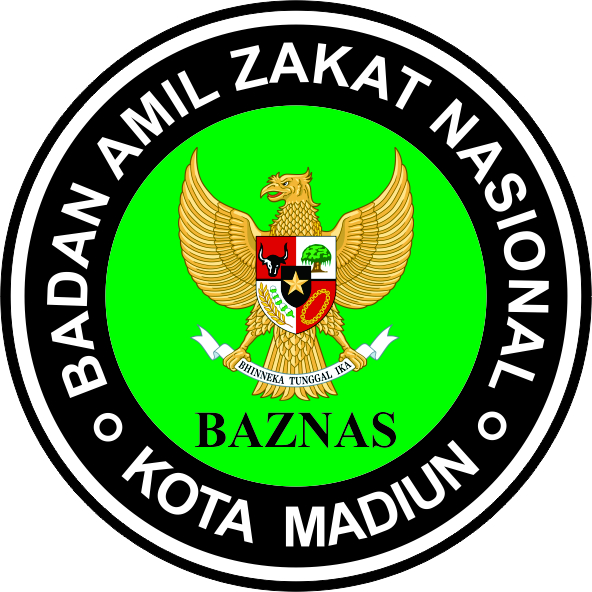 BADAN AMIL ZAKAT NASIONAL
BHINNEKA TUNGGAL IKA
BAZNAS
KOTA MADIUN